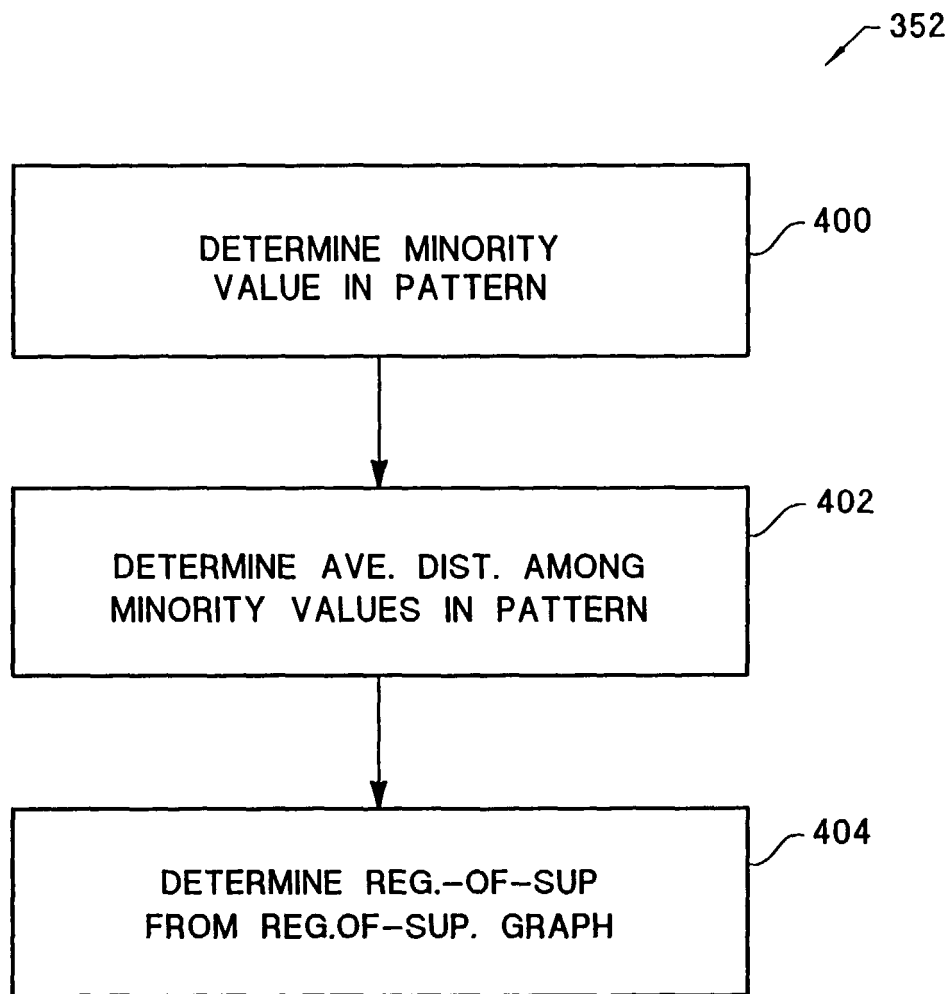 352
DETERMINE MINORITY
VALUE IN PATTERN
400
DETERMINE AVE. DIST. AMONG
MINORITY VALUES IN PATTERN
402
DETERMINE REG.-OF-SUP
FROM REG.OF-SUP. GRAPH
404